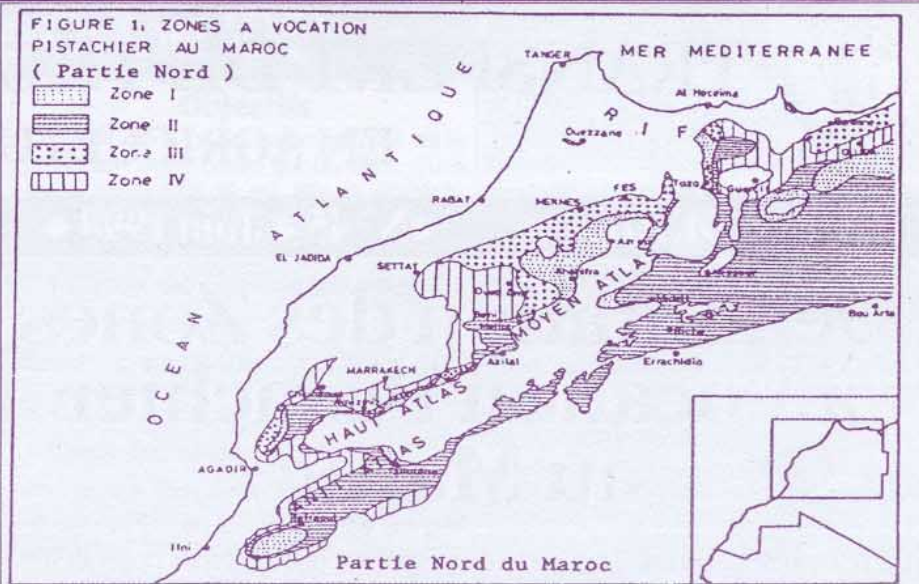 FIGURE 1. ZONES A VOCATION
PISTACHIER AU MAROC
( Partie Nord )
Zone I
Zone II
Zone III
Zone IV
MER MEDITERRANEE
TANGER
Al Hoceima
R I F
Ouezzane
OCEAN ATLANTIQUE
RABAT
MEKNES
FES
Taza
EL JADIDA
SETTAT
MOYEN ATLAS
Bou Arfa
Azilal
Errachidia
MARRAKECH
HAUT ATLAS
ANTI ATLAS
AGADIR
Ifni
Partie Nord du Maroc